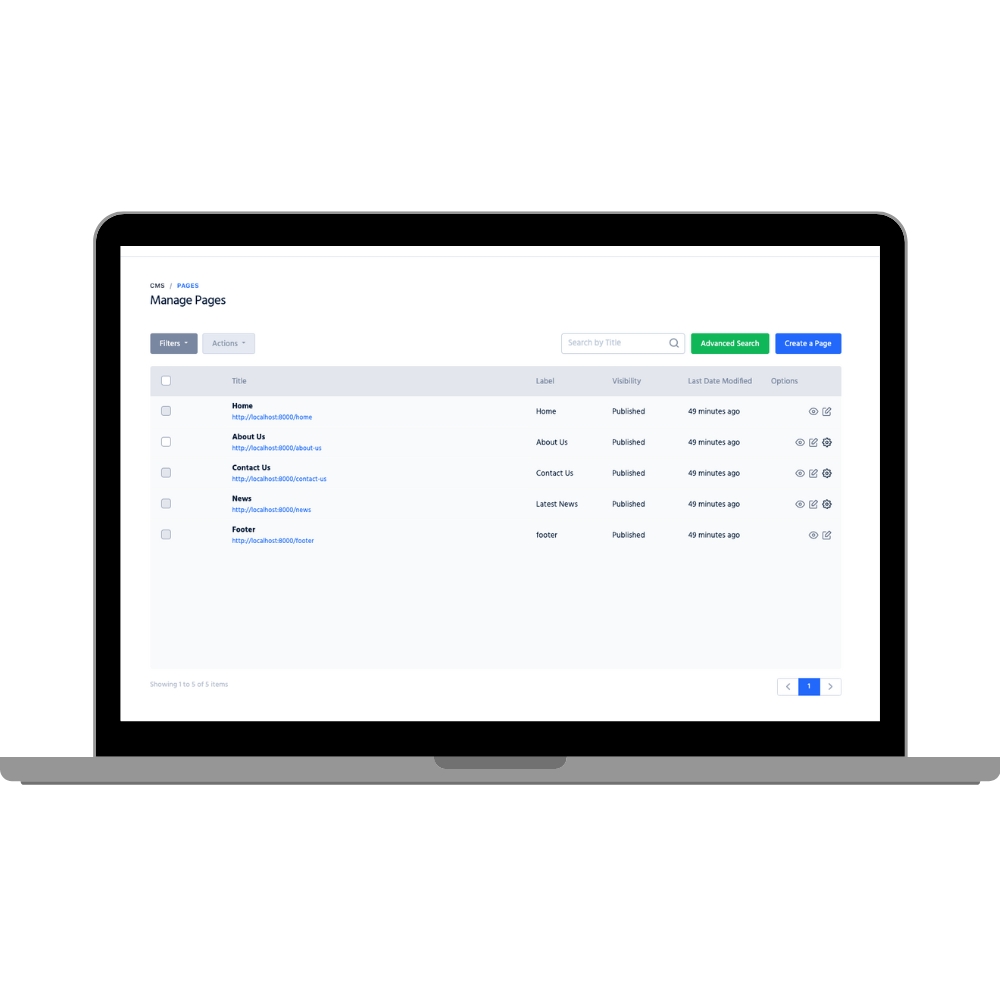 CMS / PAGES
Manage Pages
Filters Actions Search by Title Advanced Search Create a Page
Title Label Visibility Last Date Modified Options
Home
http://localhost:8000/home
Home Published 49 minutes ago
About Us
http://localhost:8000/about-us
About Us Published 49 minutes ago
Contact Us
http://localhost:8000/contact-us
Contact Us Published 49 minutes ago
News
http://localhost:8000/news
Latest News Published 49 minutes ago
Footer
http://localhost:8000/footer
footer Published 49 minutes ago
Showing 1 to 5 of 5 items
1